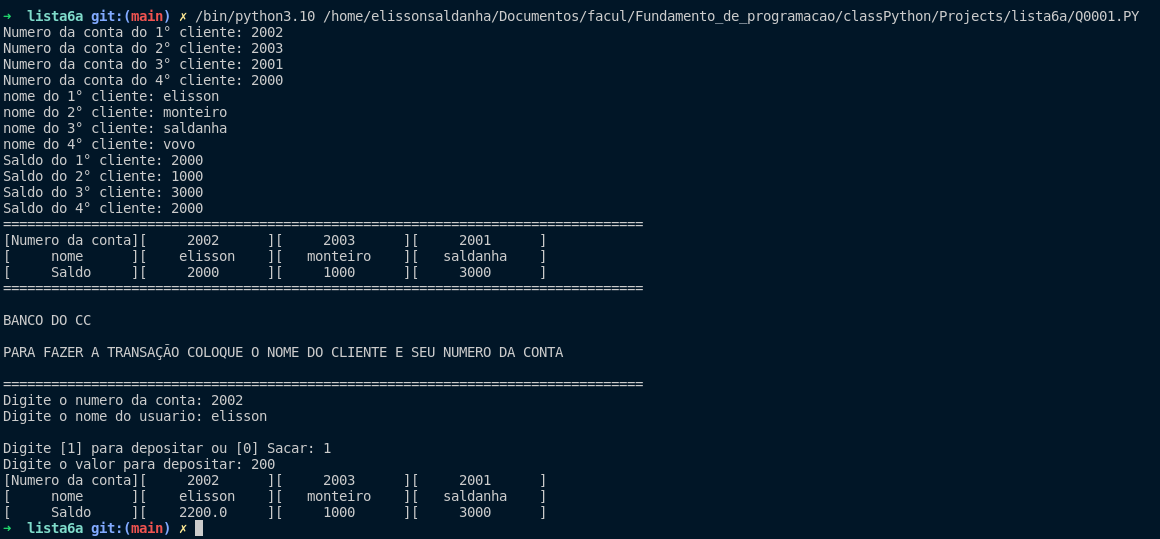 ➜  lista6a git:(main) ✗ /bin/python3.10 /home/elissonsaldanha/Documentos/facul/Fundamento_de_programacao/classPython/Projects/lista6a/Q0001.PY
Numero da conta do 1° cliente: 2002
Numero da conta do 2° cliente: 2003
Numero da conta do 3° cliente: 2001
Numero da conta do 4° cliente: 2000
nome do 1° cliente: elisson
nome do 2° cliente: monteiro
nome do 3° cliente: saldanha
nome do 4° cliente: vovo
Saldo do 1° cliente: 2000
Saldo do 2° cliente: 1000
Saldo do 3° cliente: 3000
Saldo do 4° cliente: 2000
================================================================================
[Numero da conta][     2002      ][     2003      ][     2001      ]
[     nome      ][    elisson    ][   monteiro    ][   saldanha    ]
[     Saldo     ][     2000      ][     1000      ][     3000      ]
================================================================================

BANCO DO CC

PARA FAZER A TRANSAÇÃO COLOQUE O NOME DO CLIENTE E SEU NUMERO DA CONTA

================================================================================
Digite o numero da conta: 2002
Digite o nome do usuario: elisson

Digite [1] para depositar ou [0] Sacar: 1
Digite o valor para depositar: 200
[Numero da conta][     2002      ][     2003      ][     2001      ]
[     nome      ][    elisson    ][   monteiro    ][   saldanha    ]
[     Saldo     ][    2200.0     ][     1000      ][     3000      ]
➜  lista6a git:(main) ✗